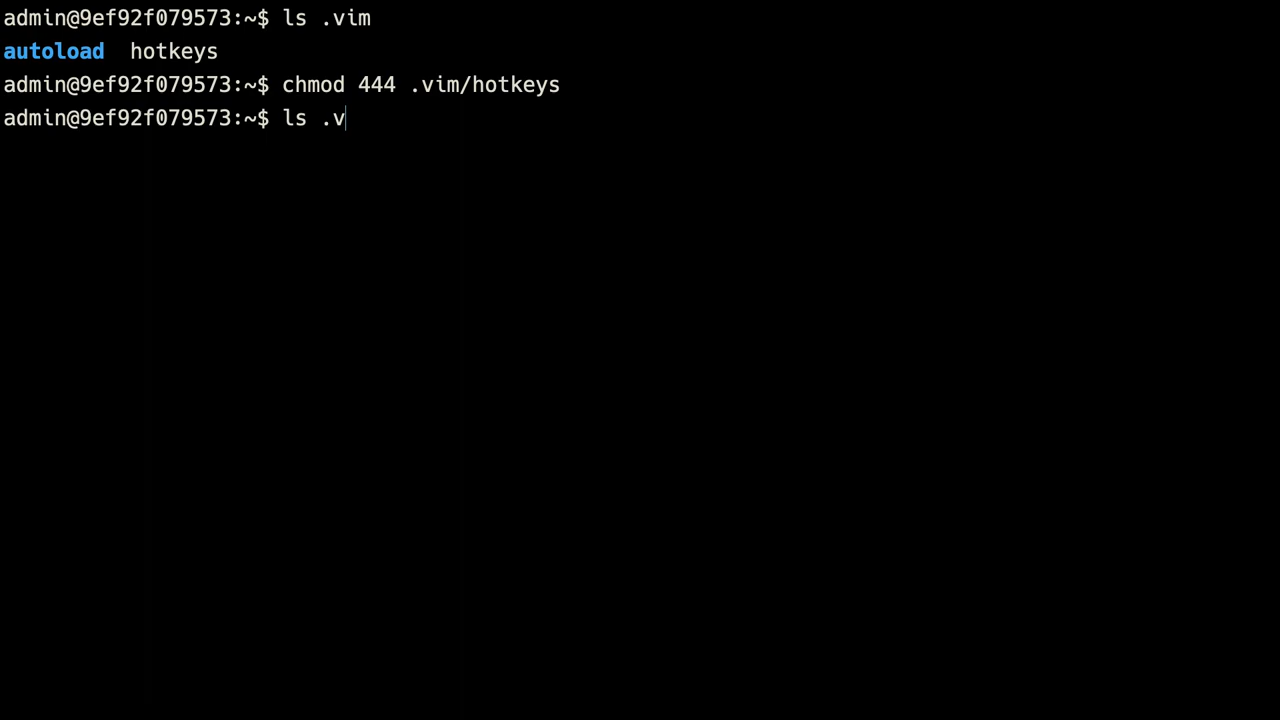 admin@9ef92f079573:~$ ls .vim
autoload  hotkeys
admin@9ef92f079573:~$ chmod 444 .vim/hotkeys
admin@9ef92f079573:~$ ls .v